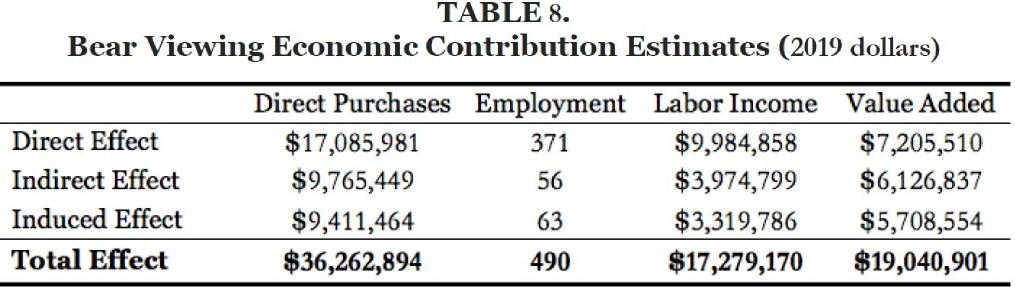 TABLE 8.
Bear Viewing Economic Contribution Estimates (2019 dollars)
Direct Purchases Employment Labor Income Value Added
Direct Effect $17,085,981 371 $9,984,858 $7,205,510
Indirect Effect $9,765,449 56 $3,974,799 $6,126,837
Induced Effect $9,411,464 63 $3,319,786 $5,708,554
Total Effect $36,262,894 490 $17,279,170 $19,040,901